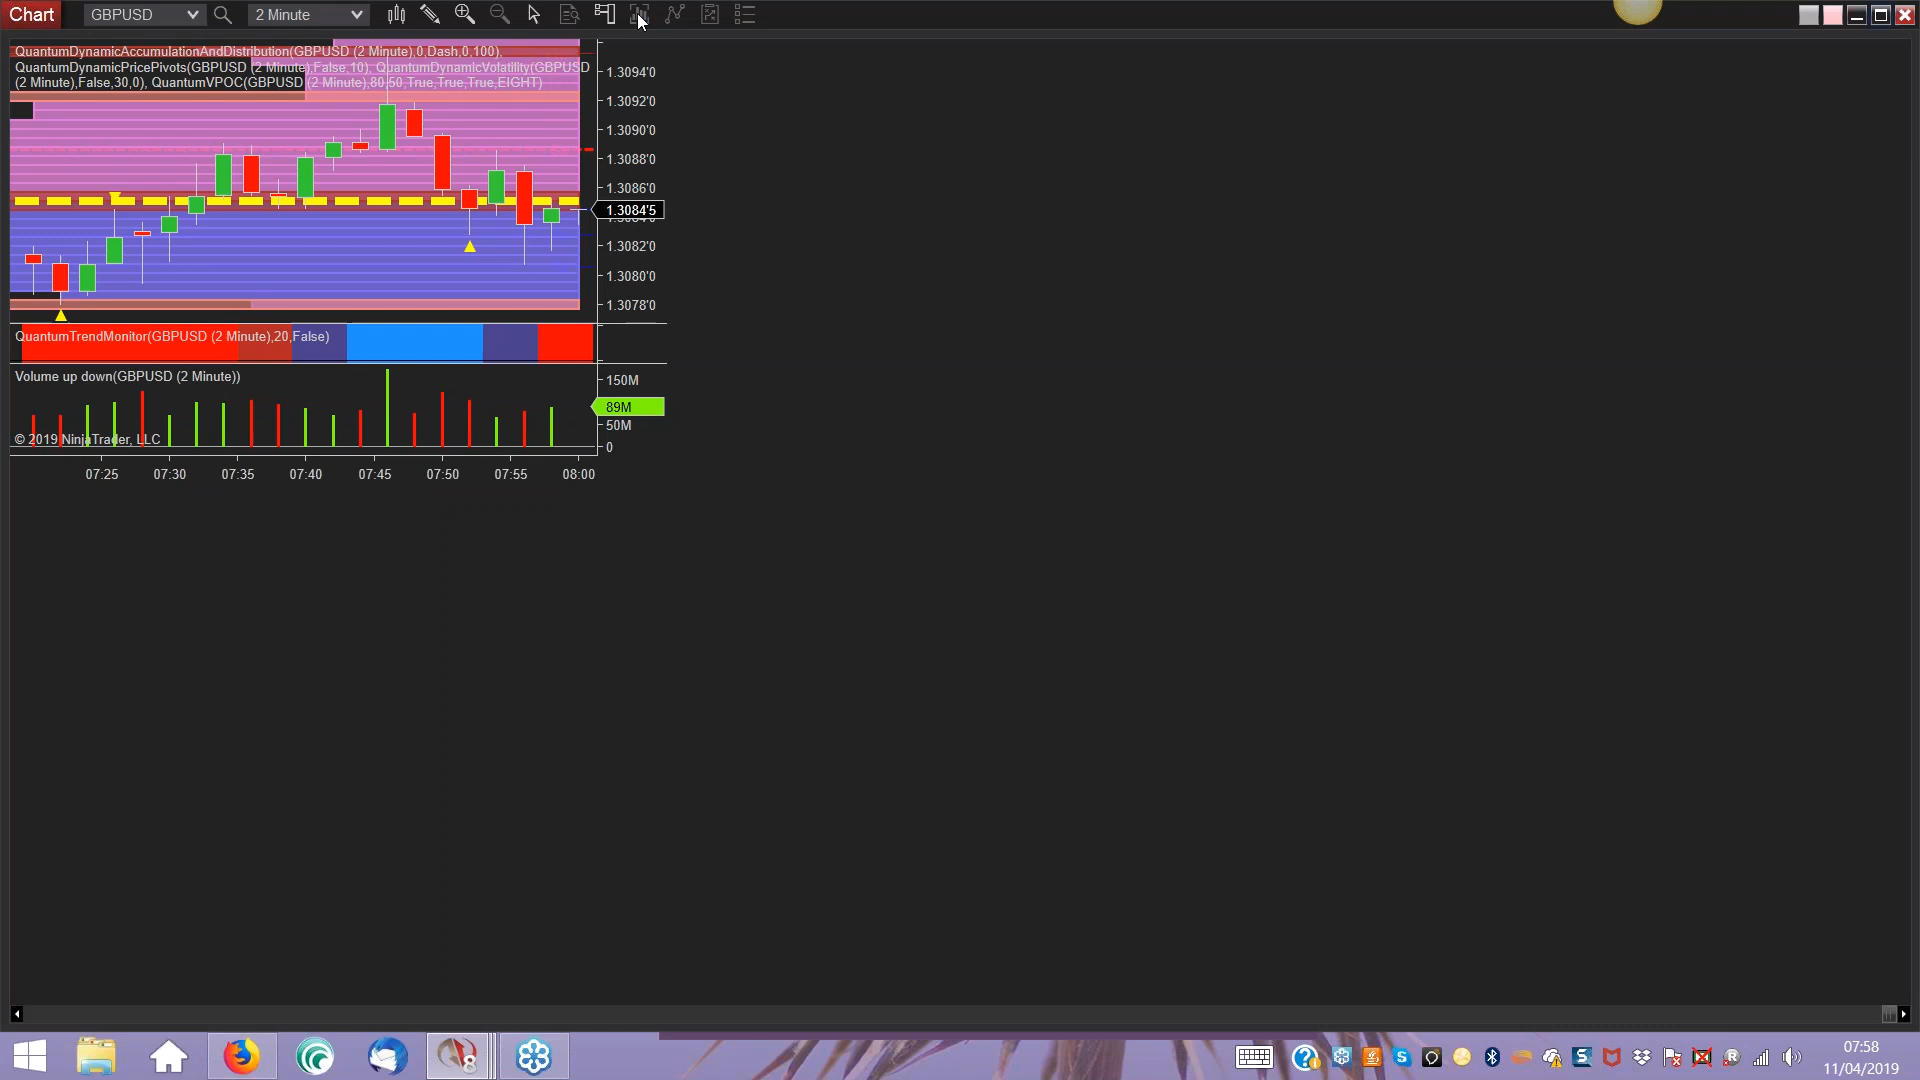 Chart
GBPUSD
2 Minute
QuantumDynamicAccumulationAndDistribution(GBPUSD (2 Minute),0,Dash,0,100),
QuantumDynamicPricePivots(GBPUSD (2 Minute),False,10), QuantumDynamicVolatility(GBPUSD
(2 Minute),False,30,0), QuantumVPOC(GBPUSD (2 Minute),80,50,True,True,True,EIGHT)
1.3094'0
1.3092'0
1.3090'0
1.3088'0
1.3086'0
1.3084'5
1.3082'0
1.3080'0
1.3078'0
QuantumTrendMonitor(GBPUSD (2 Minute),20,False)
Volume up down(GBPUSD (2 Minute))
150M
89M
50M
0
© 2019 NinjaTrader, LLC
07:25 07:30 07:35 07:40 07:45 07:50 07:55 08:00
8
07:58
11/04/2019